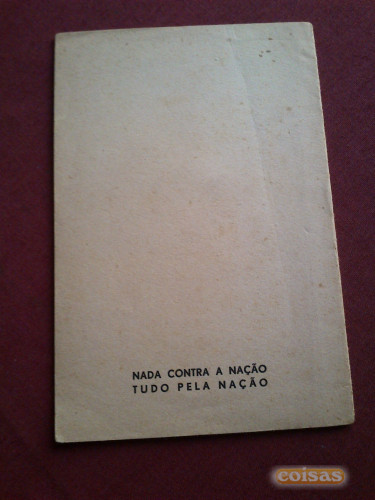 NADA CONTRA A NAÇÃO
TUDO PELA NAÇÃO
coisas